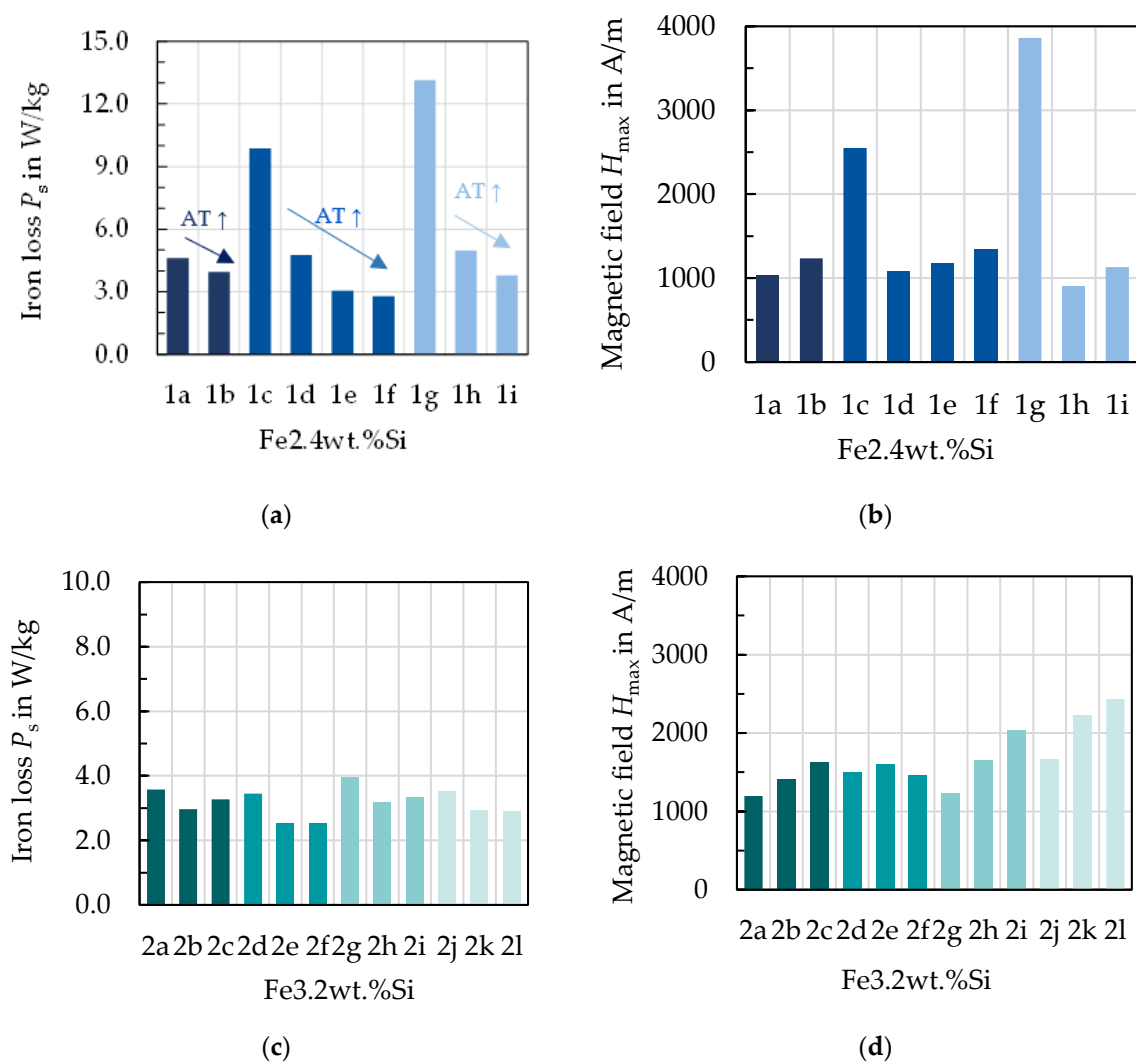 Iron loss Ps in W/kg
15.0
12.0
9.0
6.0
3.0
0.0
AT ↑
AT ↑
AT ↑
1a 1b 1c 1d 1e 1f 1g 1h 1i
Fe2.4wt.%Si
(a)
Magnetic field Hmax in A/m
4000
3000
2000
1000
0
1a 1b 1c 1d 1e 1f 1g 1h 1i
Fe2.4wt.%Si
(b)
Iron loss Ps in W/kg
10.0
8.0
6.0
4.0
2.0
0.0
2a 2b 2c 2d 2e 2f 2g 2h 2i 2j 2k 2l
Fe3.2wt.%Si
(c)
Magnetic field Hmax in A/m
4000
3000
2000
1000
0
2a 2b 2c 2d 2e 2f 2g 2h 2i 2j 2k 2l
Fe3.2wt.%Si
(d)